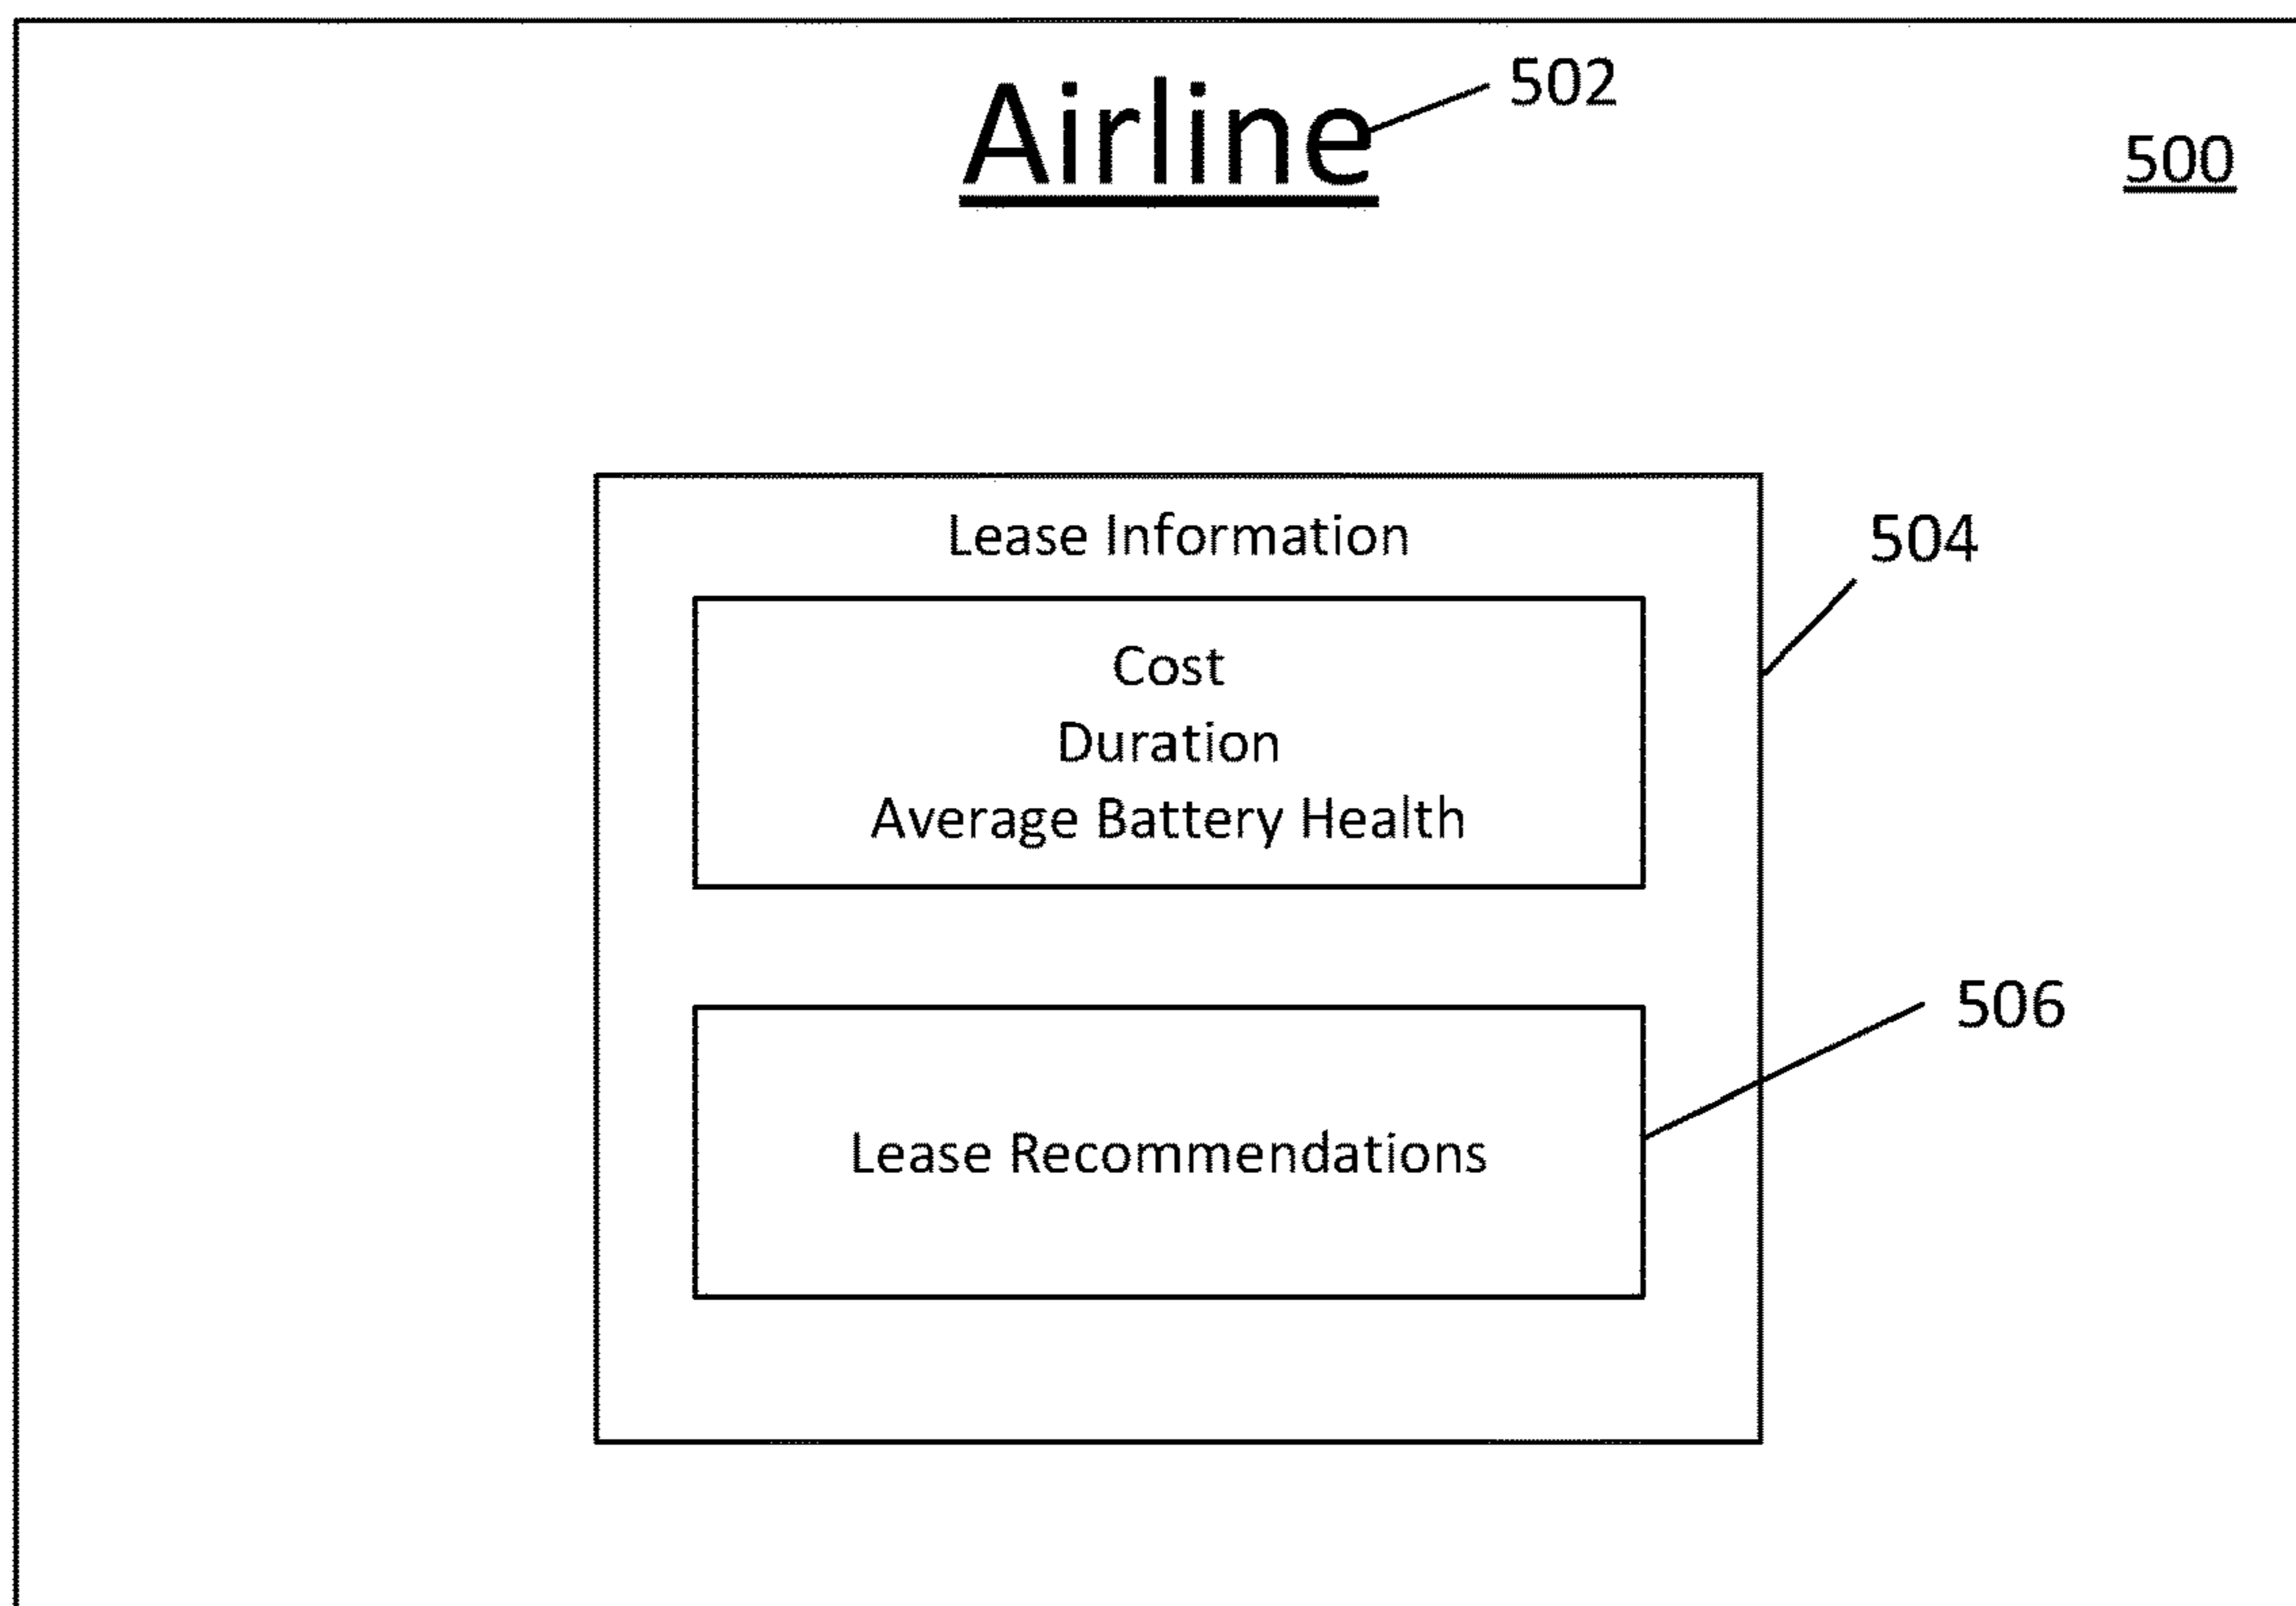 Airline
502
500
Lease Information
504
Cost
Duration
Average Battery Health
506
Lease Recommendations